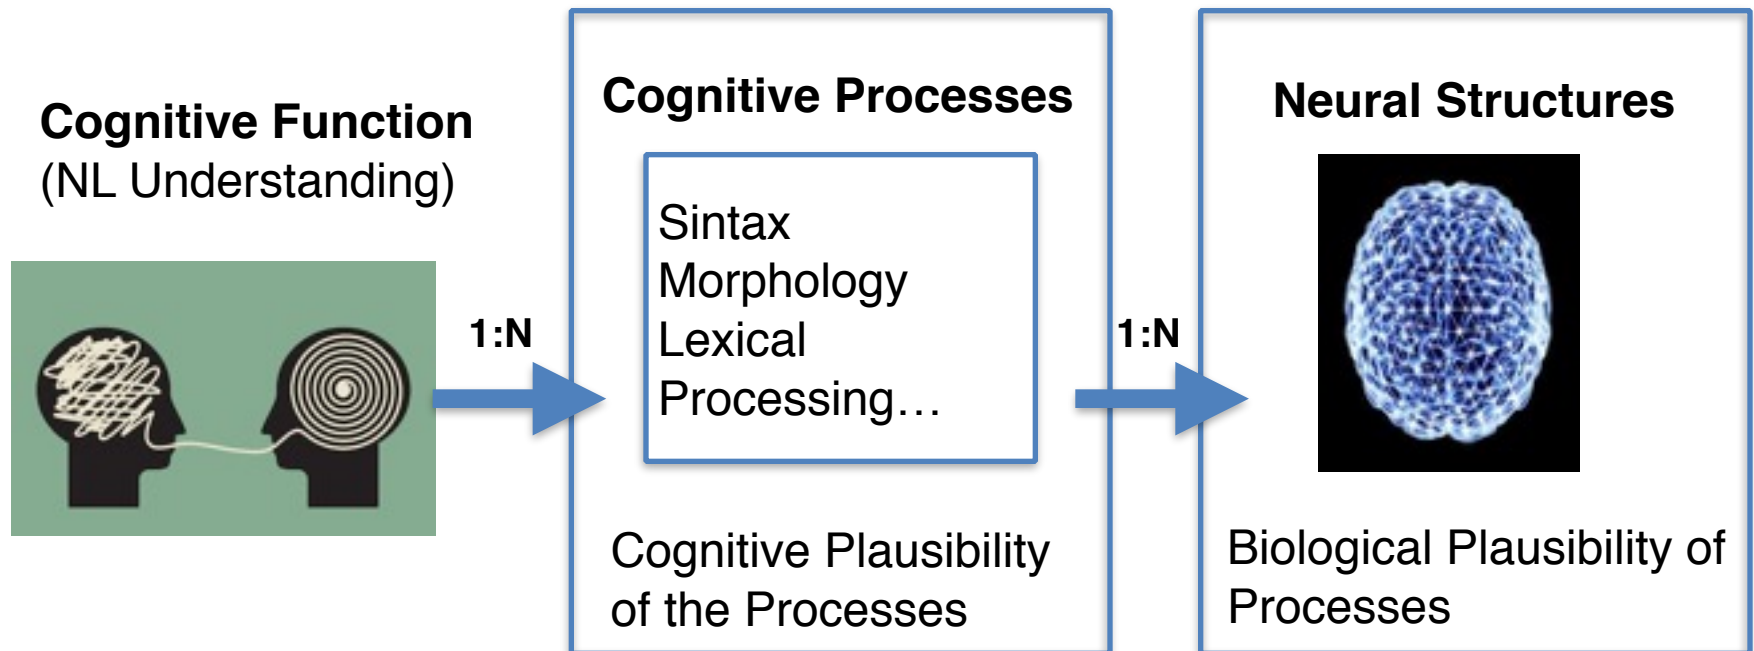 Cognitive Function
(NL Understanding)
1:N
Cognitive Processes
Sintax
Morphology
Lexical
Processing…
Cognitive Plausibility
of the Processes
1:N
Neural Structures
Biological Plausibility of
Processes